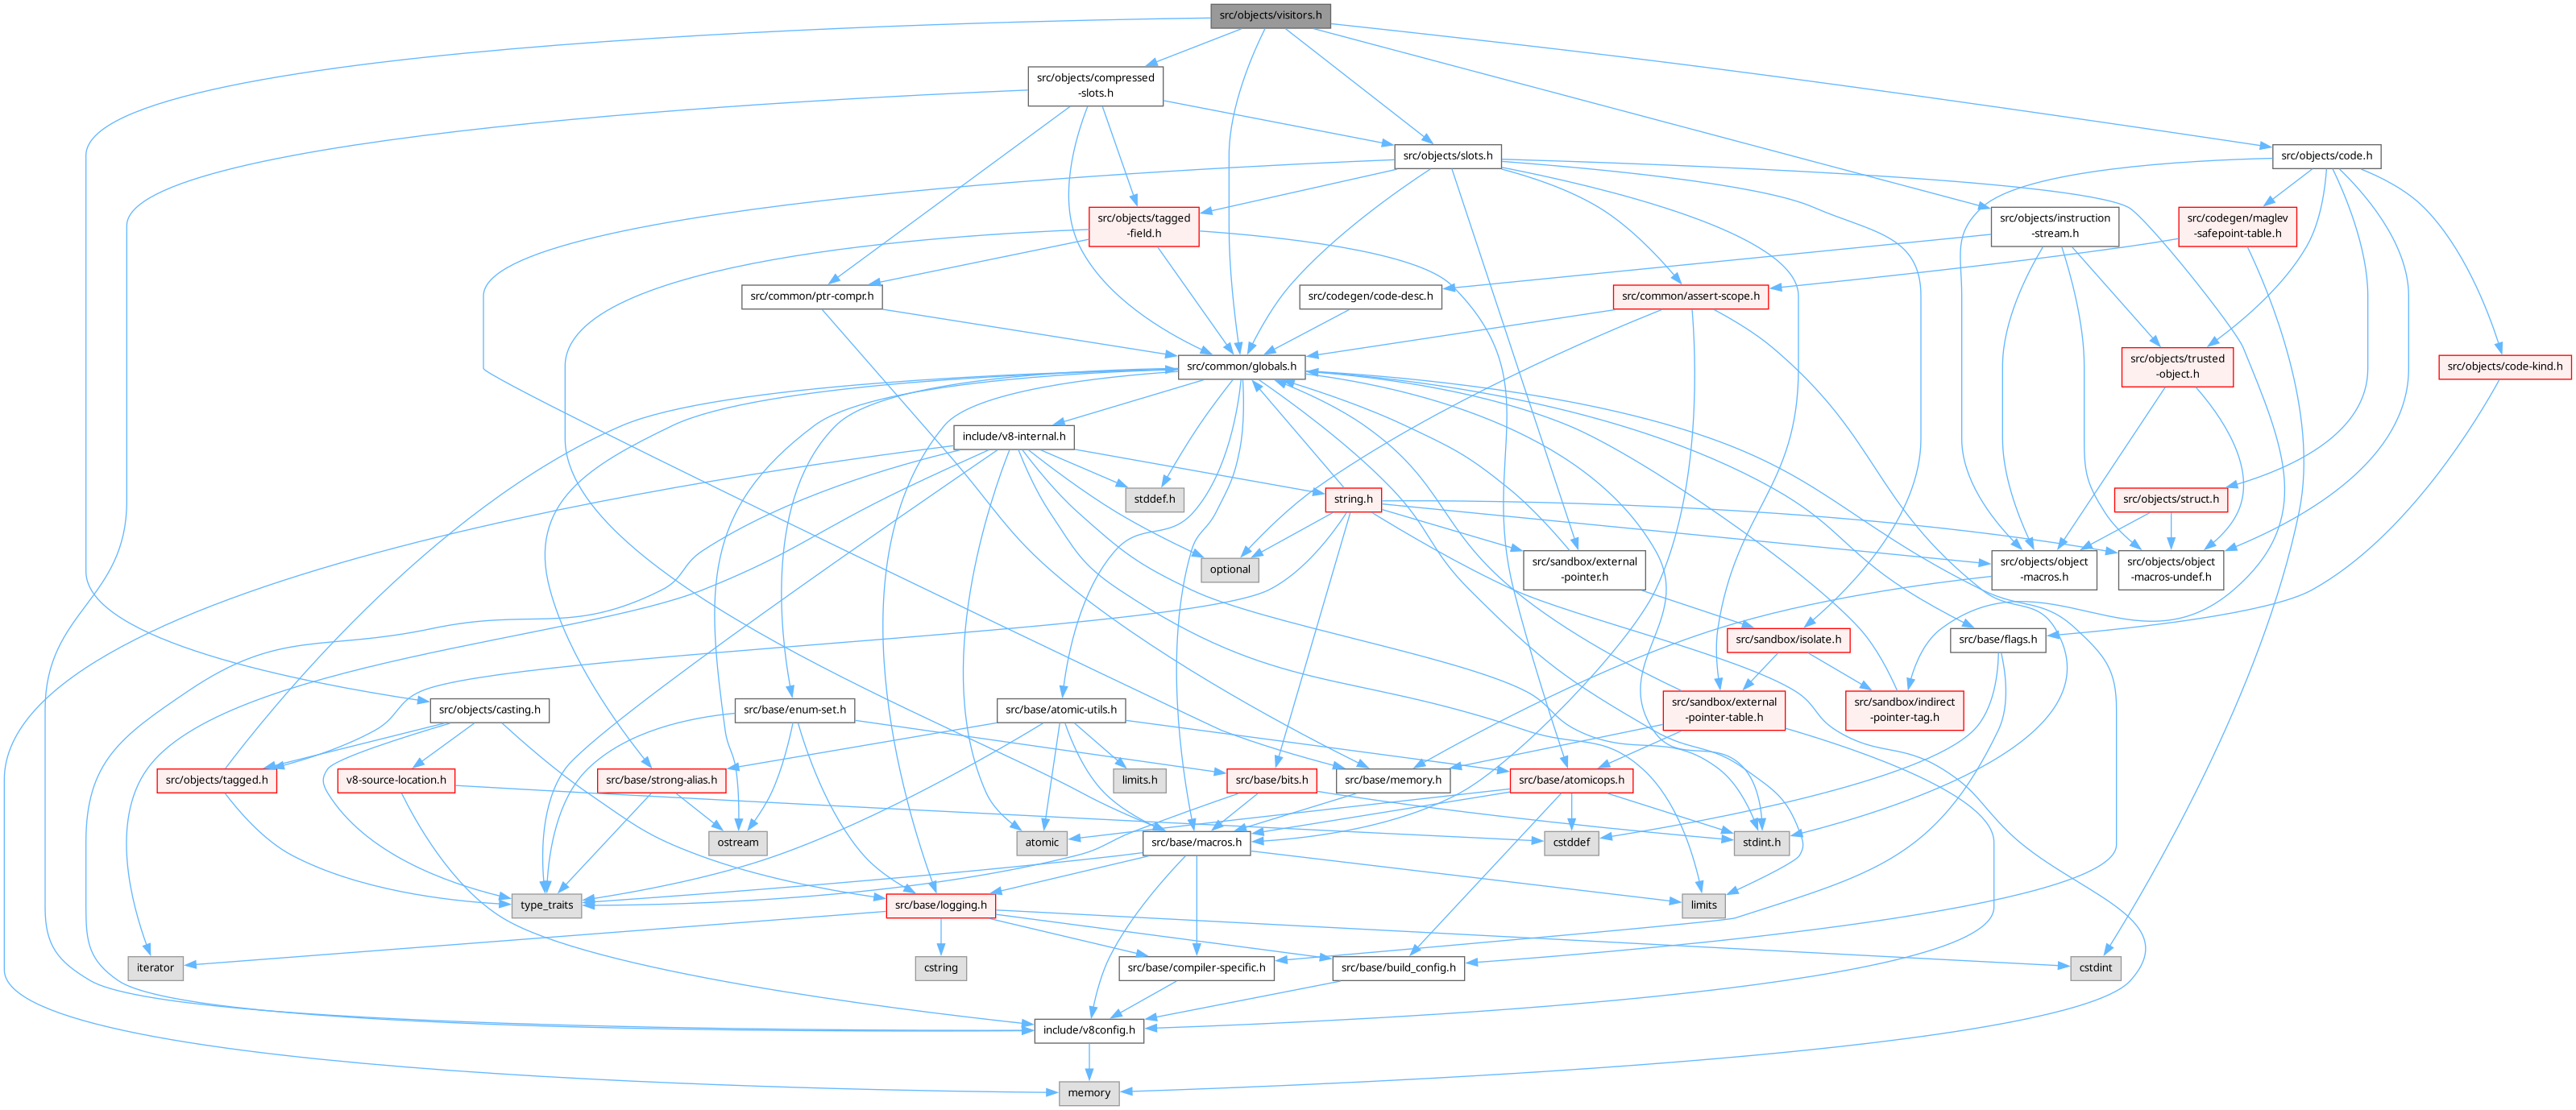 src/objects/visitors.h
src/objects/compressed
-slots.h
src/objects/slots.h
src/objects/code.h
src/objects/tagged
-field.h
src/objects/instruction
-stream.h
src/codegen/maglev
-safepoint-table.h
src/common/ptr-compr.h
src/codegen/code-desc.h
src/common/assert-scope.h
src/common/globals.h
src/objects/trusted
-object.h
src/objects/code-kind.h
include/v8-internal.h
stddef.h
string.h
src/objects/struct.h
optional
src/sandbox/external
-pointer.h
src/objects/object
-macros.h
src/objects/object
-macros-undef.h
src/sandbox/isolate.h
src/base/flags.h
src/objects/casting.h
src/base/enum-set.h
src/base/atomic-utils.h
src/sandbox/external
-pointer-table.h
src/sandbox/indirect
-pointer-tag.h
src/objects/tagged.h
v8-source-location.h
src/base/strong-alias.h
limits.h
src/base/bits.h
src/base/memory.h
src/base/atomicops.h
ostream
atomic
src/base/macros.h
cstddef
stdint.h
type_traits
src/base/logging.h
limits
iterator
cstring
src/base/compiler-specific.h
src/base/build_config.h
cstdint
include/v8config.h
memory